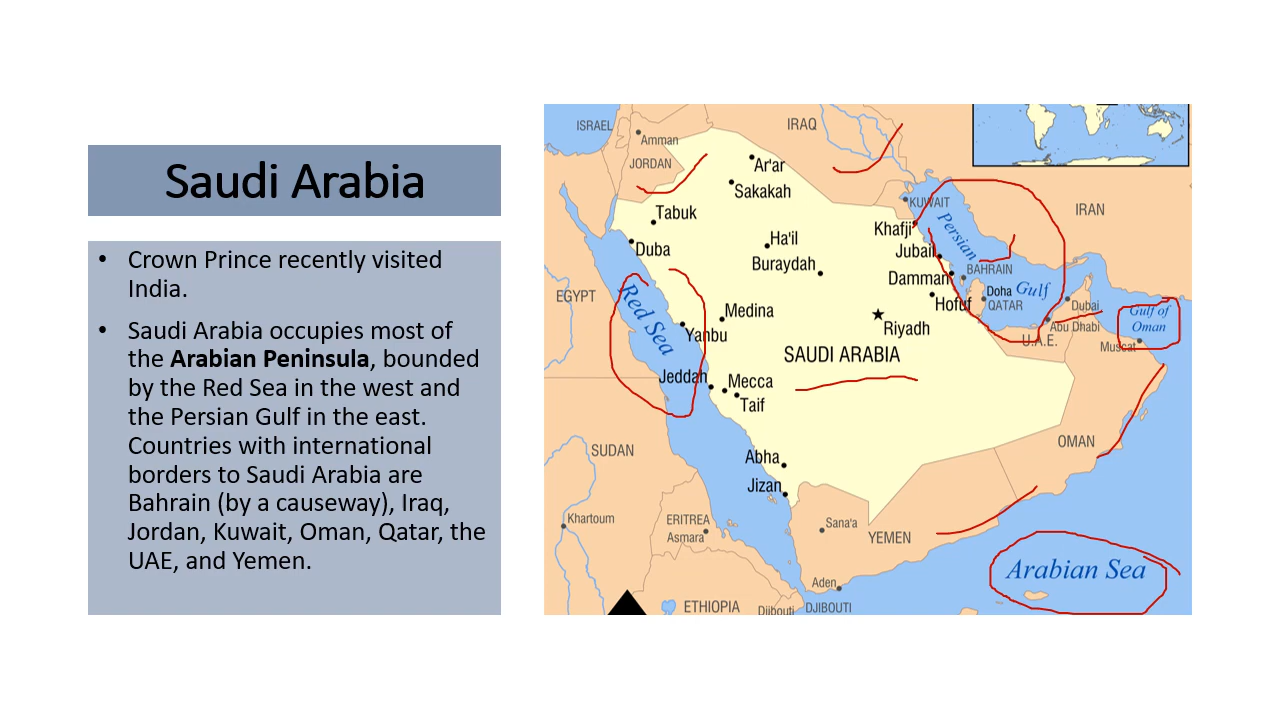 Saudi Arabia
• Crown Prince recently visited
India.
• Saudi Arabia occupies most of
the Arabian Peninsula, bounded
by the Red Sea in the west and
the Persian Gulf in the east.
Countries with international
borders to Saudi Arabia are
Bahrain (by a causeway), Iraq,
Jordan, Kuwait, Oman, Qatar, the
UAE, and Yemen.
ISRAEL
Amman
JORDAN
IRAQ
Ar'ar
Sakakah
Tabuk
Duba
Ha'il
Buraydah
KUWAIT
Khafji
Jubail
Dammam
Hofuf
Persian
Gulf
IRAN
BAHRAIN
Doha
QATAR
Dubai
Abu Dhabi
U.A.E.
Gulf of
Oman
Muscat
EGYPT
Red Sea
Medina
Yanbu
Riyadh
SAUDI ARABIA
Jeddah
Mecca
Taif
OMAN
SUDAN
Abha
Jizan
Khartoum
ERITREA
Asmara
Sana'a
YEMEN
Arabian Sea
Aden
ETHIOPIA
Djibouti
DJIBOUTI